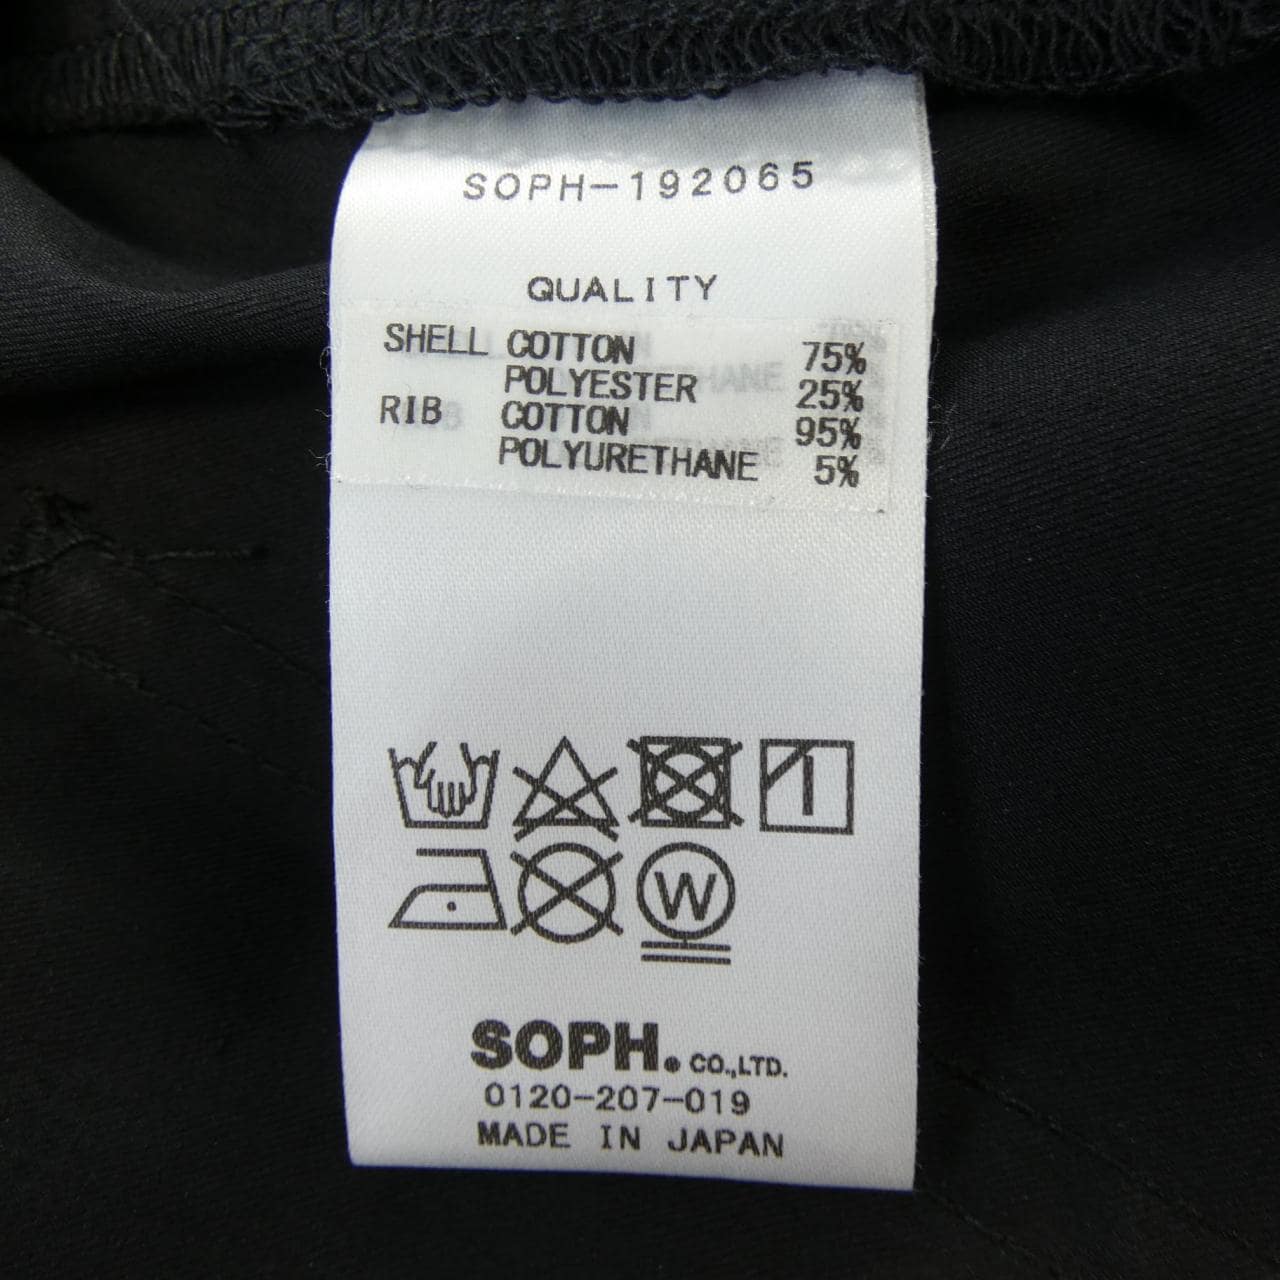 SOPH-192065
QUALITY
SHELL COTTON 75%
POLYESTER 25%
RIB COTTON 95%
POLYURETHANE 5%
W
SOPH. CO.,LTD.
0120-207-019
MADE IN JAPAN